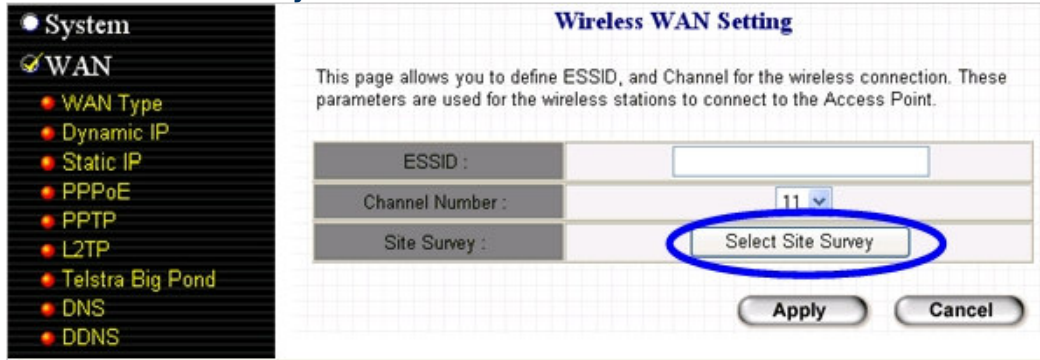 System
WAN
WAN Type
Dynamic IP
Static IP
PPPoE
PPTP
L2TP
Telstra Big Pond
DNS
DDNS
Wireless WAN Setting
This page allows you to define ESSID, and Channel for the wireless connection. These
parameters are used for the wireless stations to connect to the Access Point.
ESSID :
Channel Number : 11
Site Survey : Select Site Survey
Apply Cancel